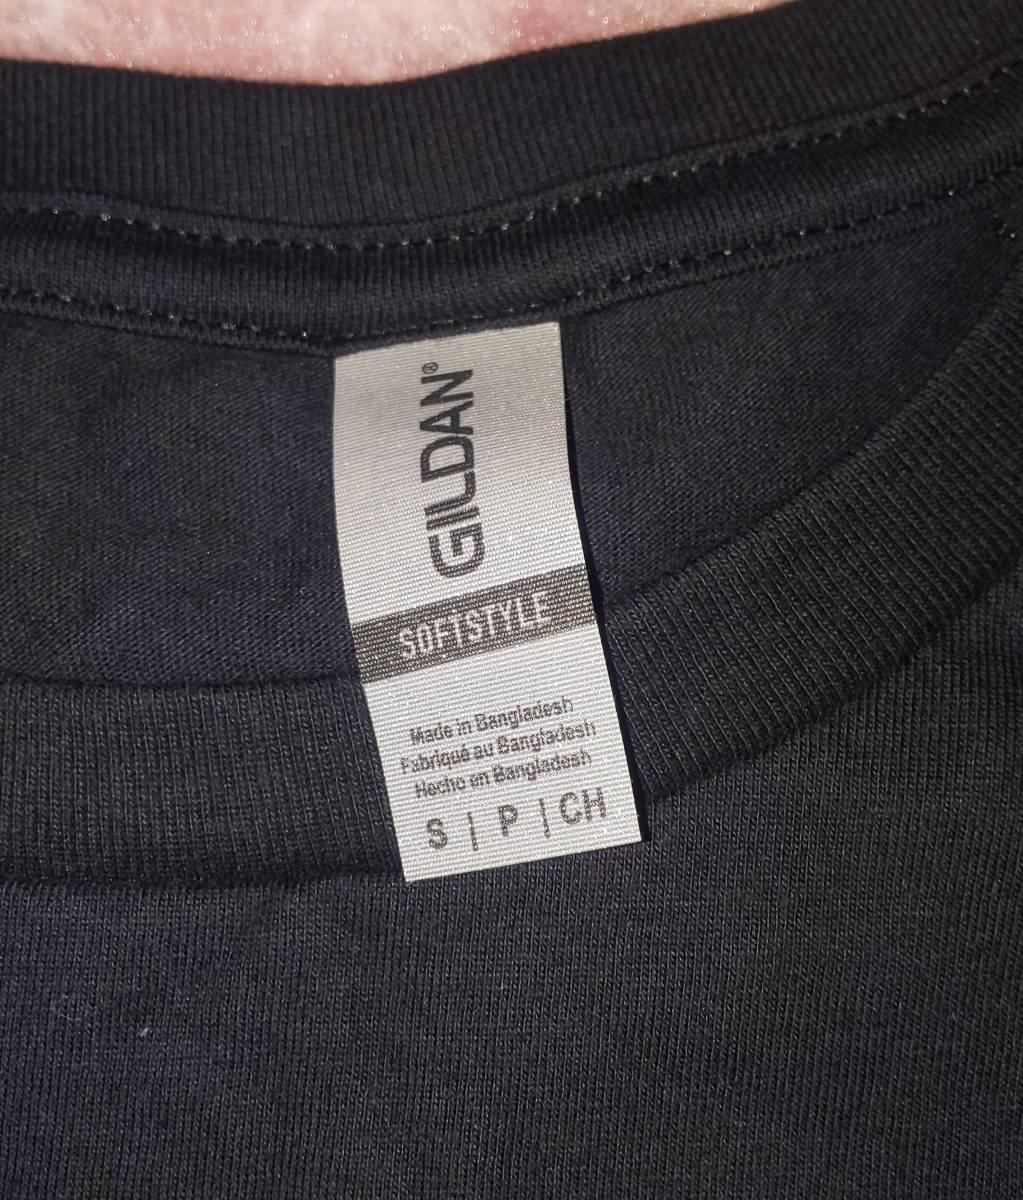 GILDAN®
SOFTSTYLE
Made in Bangladesh
Fabriqué au Bangladesh
Hecho en Bangladesh
S | P | CH